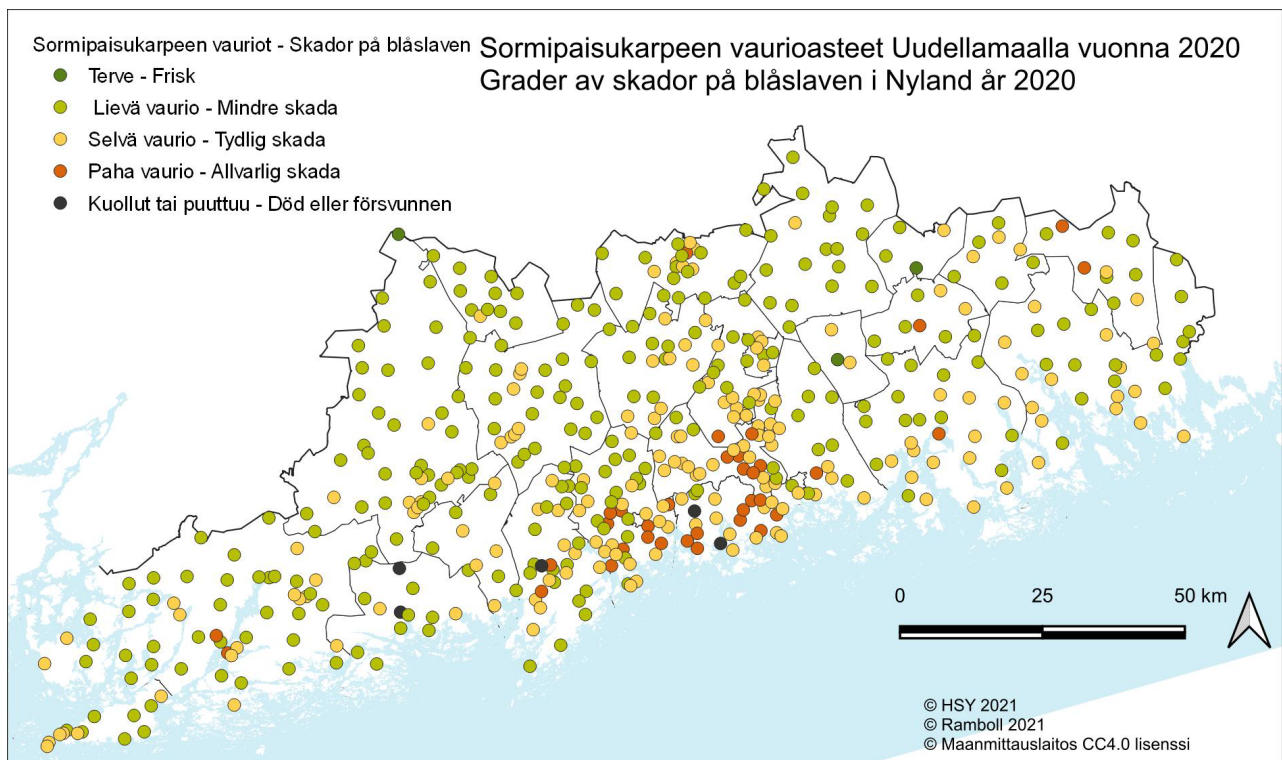 Sormipaisukarpeen vauriot - Skador på blåslaven
Terve - Frisk
Lievä vaurio - Mindre skada
Selvä vaurio - Tydlig skada
Paha vaurio - Allvarlig skada
Kuollut tai puuttuu - Död eller försvunnen
Sormipaisukarpeen vaurioasteet Uudellamaalla vuonna 2020
Grader av skador på blåslaven i Nyland år 2020
0 25 50 km
© HSY 2021
© Ramboll 2021
© Maanmittauslaitos CC4.0 lisenssi